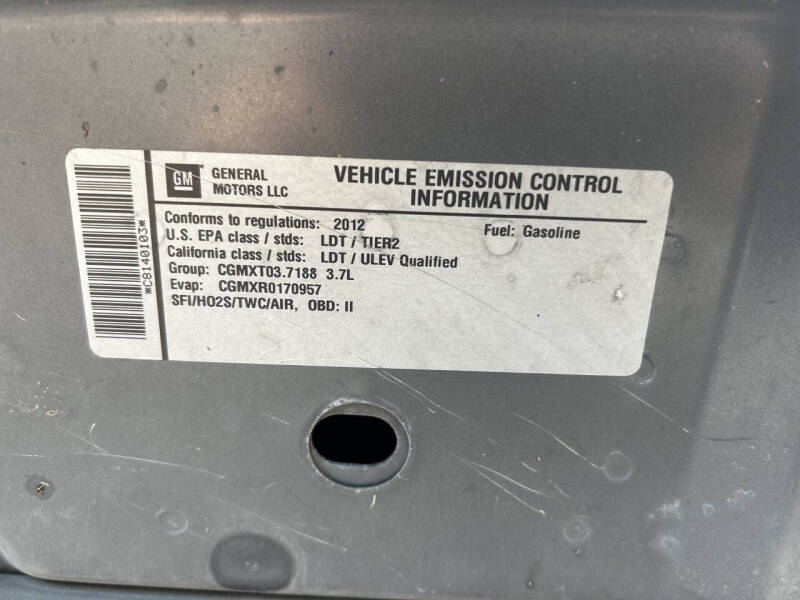 *C8140103*
GM
GENERAL
MOTORS LLC
VEHICLE EMISSION CONTROL
INFORMATION
Conforms to regulations: 2012
Fuel: Gasoline
U.S. EPA class / stds: LDT / TIER2
California class / stds: LDT / ULEV Qualified
Group: CGMXT03.7188 3.7L
Evap: CGMXR0170957
SFI/HO2S/TWC/AIR, OBD: II